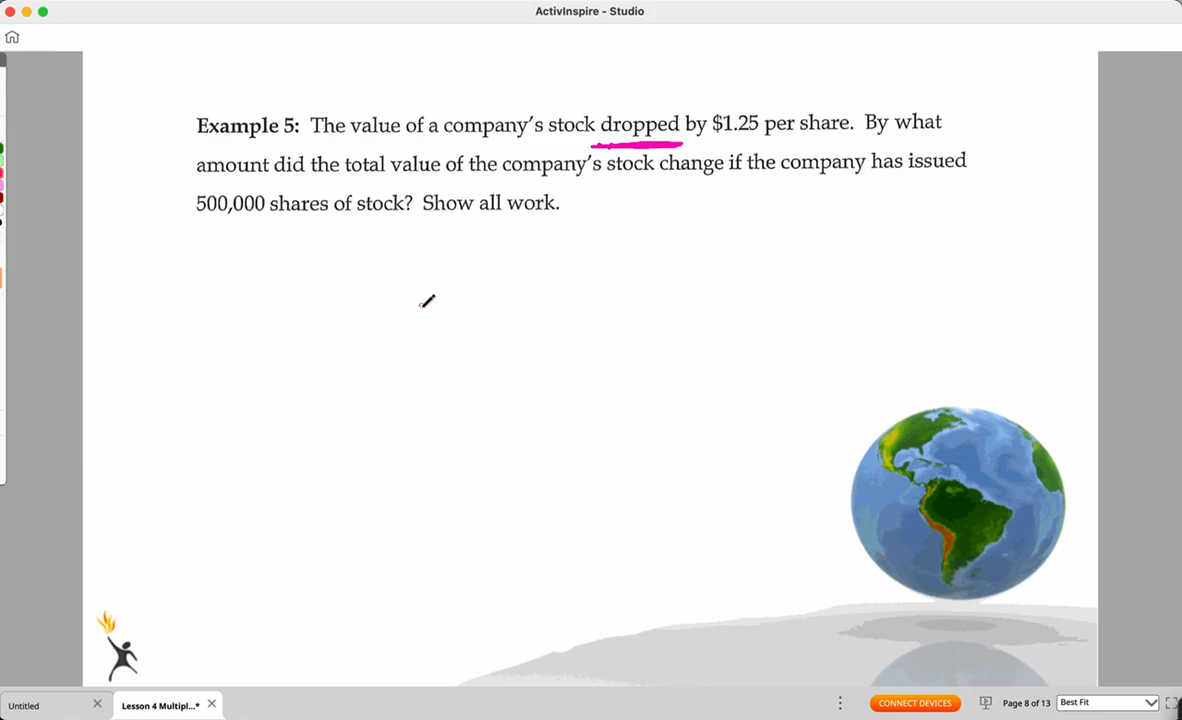 ActivInspire - Studio
Example 5: The value of a company's stock dropped by $1.25 per share. By what
amount did the total value of the company's stock change if the company has issued
500,000 shares of stock? Show all work.
Untitled
Lesson 4 Multipl...*
CONNECT DEVICES
Page 8 of 13
Best Fit